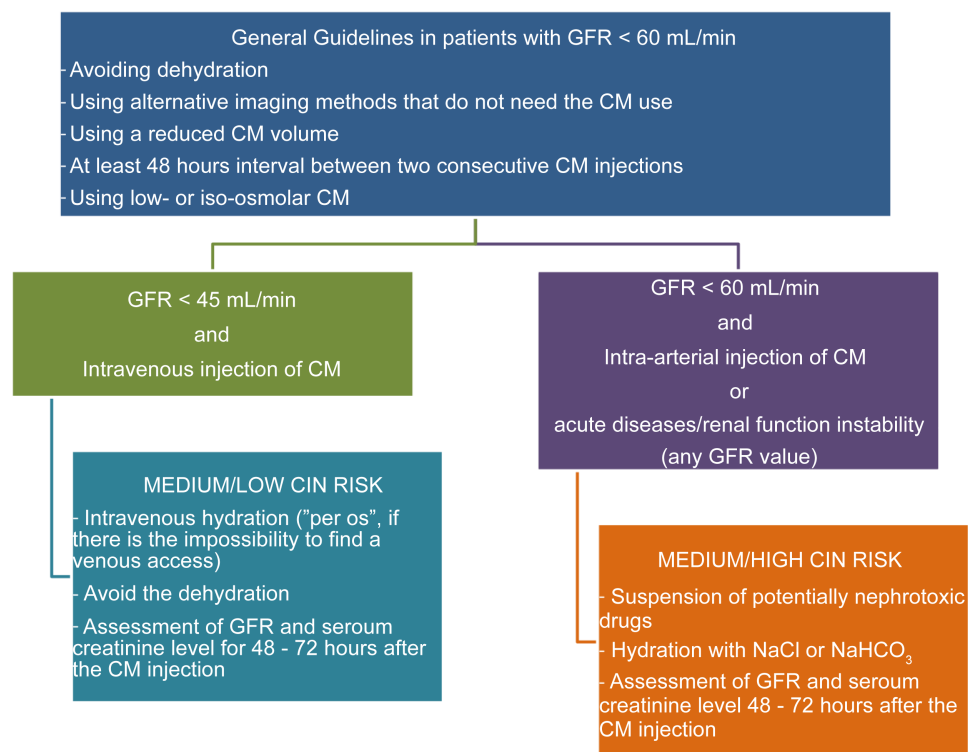 General Guidelines in patients with GFR < 60 mL/min
- Avoiding dehydration
- Using alternative imaging methods that do not need the CM use
- Using a reduced CM volume
- At least 48 hours interval between two consecutive CM injections
- Using low- or iso-osmolar CM
GFR < 45 mL/min
and
Intravenous injection of CM
GFR < 60 mL/min
and
Intra-arterial injection of CM
or
acute diseases/renal function instability
(any GFR value)
MEDIUM/LOW CIN RISK
- Intravenous hydration (”per os”, if
there is the impossibility to find a
venous access)
- Avoid the dehydration
- Assessment of GFR and seroum
creatinine level for 48 - 72 hours after
the CM injection
MEDIUM/HIGH CIN RISK
- Suspension of potentially nephrotoxic
drugs
- Hydration with NaCl or NaHCO₃
- Assessment of GFR and seroum
creatinine level 48 - 72 hours after the
CM injection